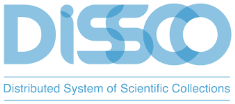 DiSSCo
Distributed System of Scientific Collections